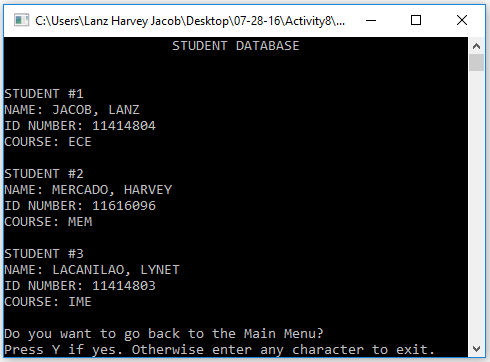 C:\Users\Lanz Harvey Jacob\Desktop\07-28-16\Activity8\...
STUDENT DATABASE
STUDENT #1
NAME: JACOB, LANZ
ID NUMBER: 11414804
COURSE: ECE
STUDENT #2
NAME: MERCADO, HARVEY
ID NUMBER: 11616096
COURSE: MEM
STUDENT #3
NAME: LACANILAO, LYNET
ID NUMBER: 11414803
COURSE: IME
Do you want to go back to the Main Menu?
Press Y if yes. Otherwise enter any character to exit.